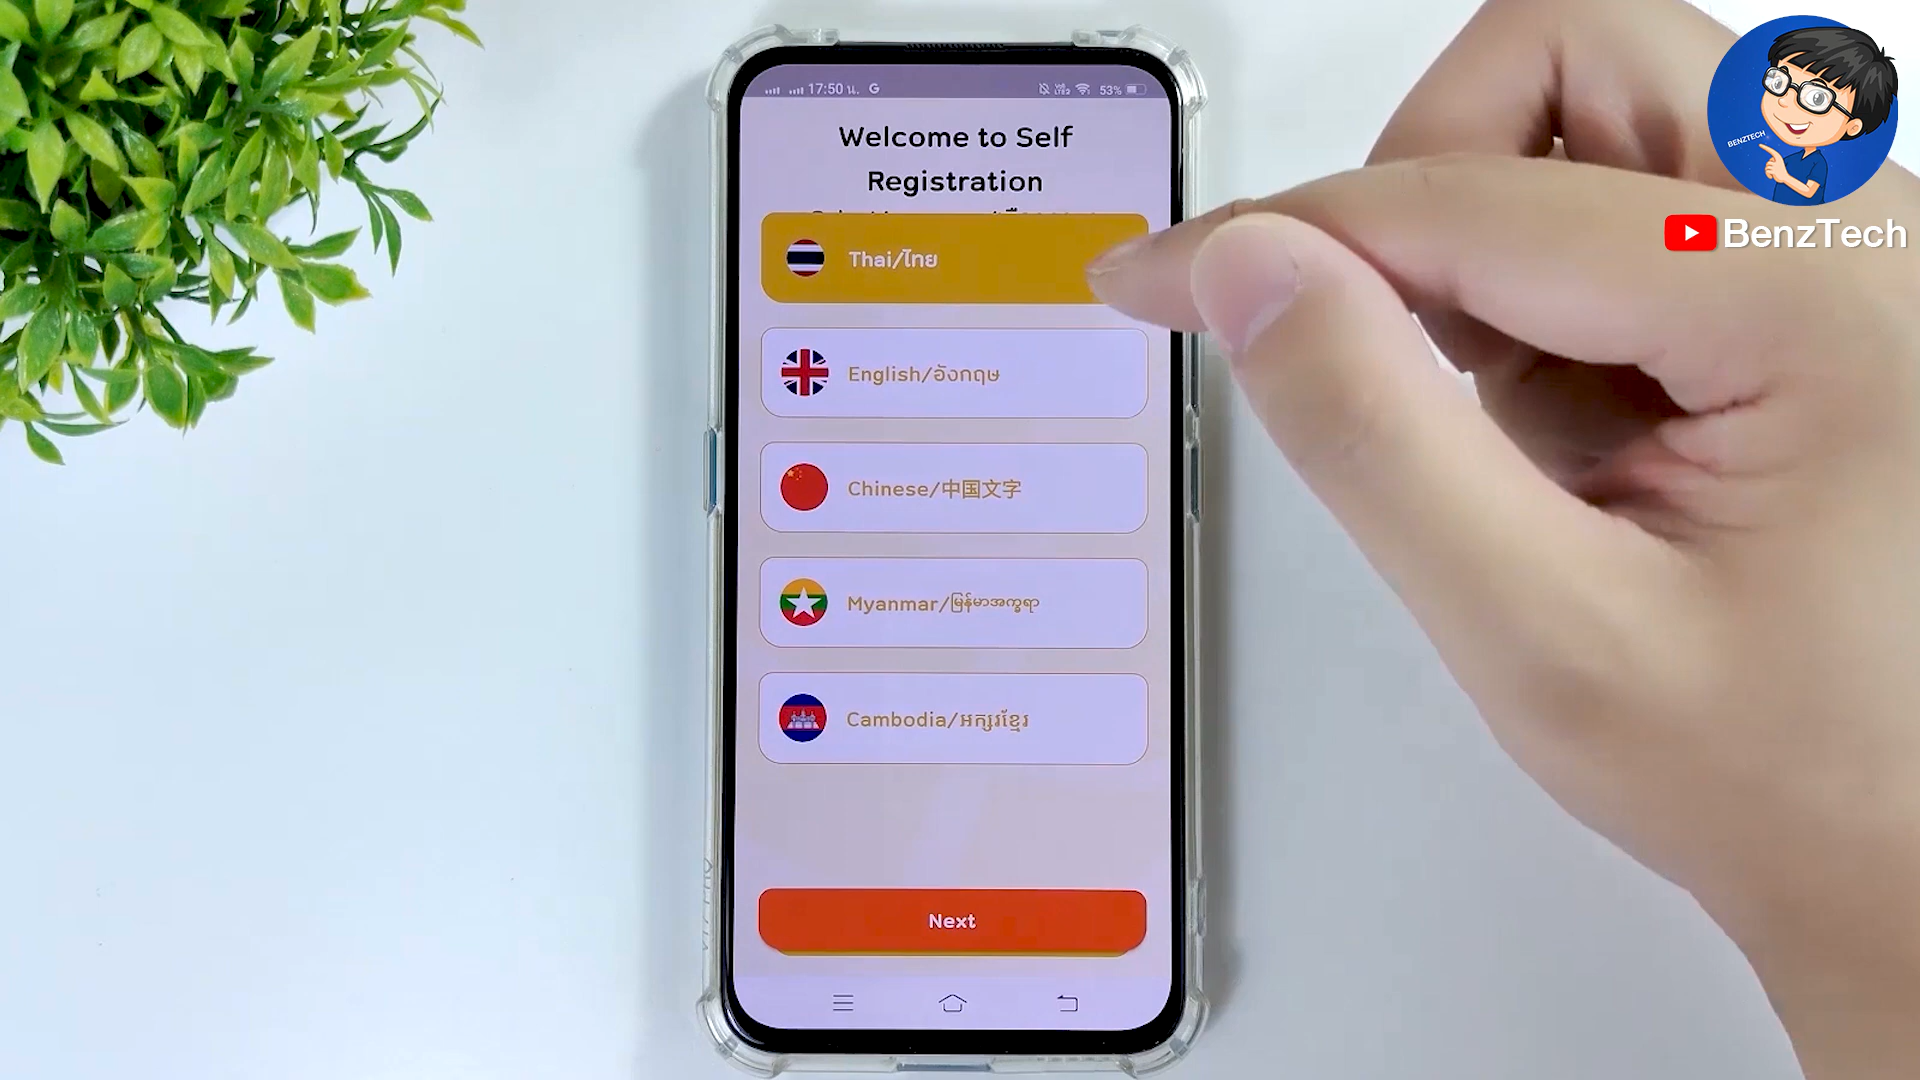 17:50 น. G
53%
Welcome to Self
Registration
Thai/ไทย
English/อังกฤษ
Chinese/中国文字
Myanmar/မြန်မာအက္ခရာ
Cambodia/អក្សរខ្មែរ
Next
BENZTECH
BenzTech